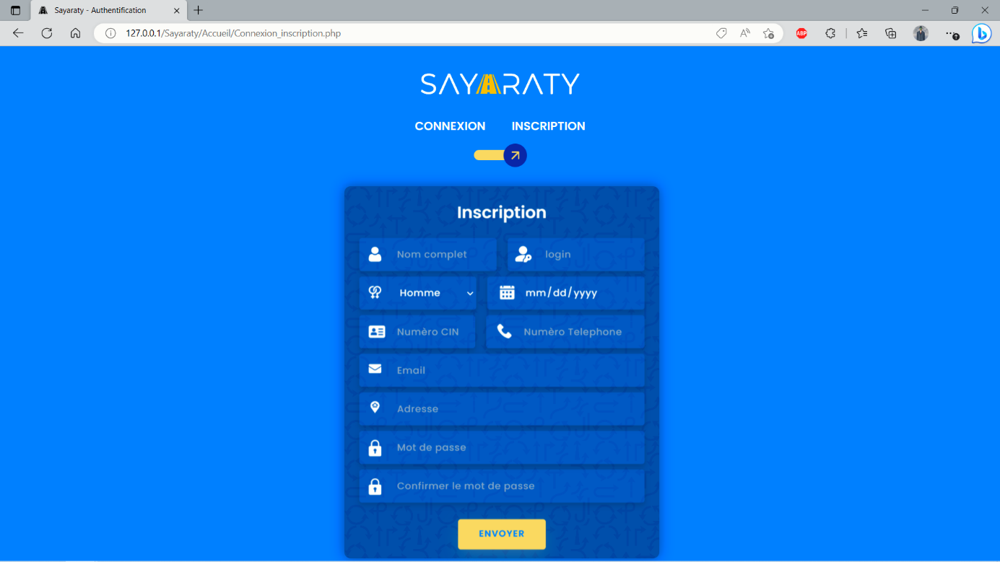 Sayaraty - Authentification
127.0.0.1/Sayaraty/Accueil/Connexion_inscription.php
ABP
SAYARATY
CONNEXION INSCRIPTION
Inscription
Nom complet login
Homme mm/dd/yyyy
Numèro CIN Numèro Telephone
Email
Adresse
Mot de passe
Confirmer le mot de passe
ENVOYER